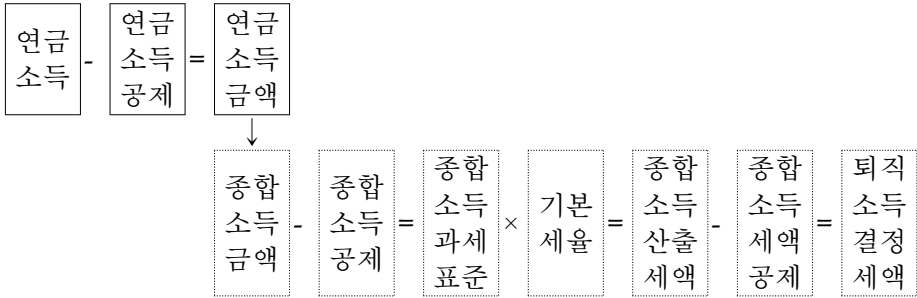 연금 소득 - 연금 소득 공제 = 연금 소득 금액
종합 소득 금액 - 종합 소득 공제 = 종합 소득 과세 표준 × 기본 세율 = 종합 소득 산출 세액 - 종합 소득 세액 공제 = 퇴직 소득 결정 세액